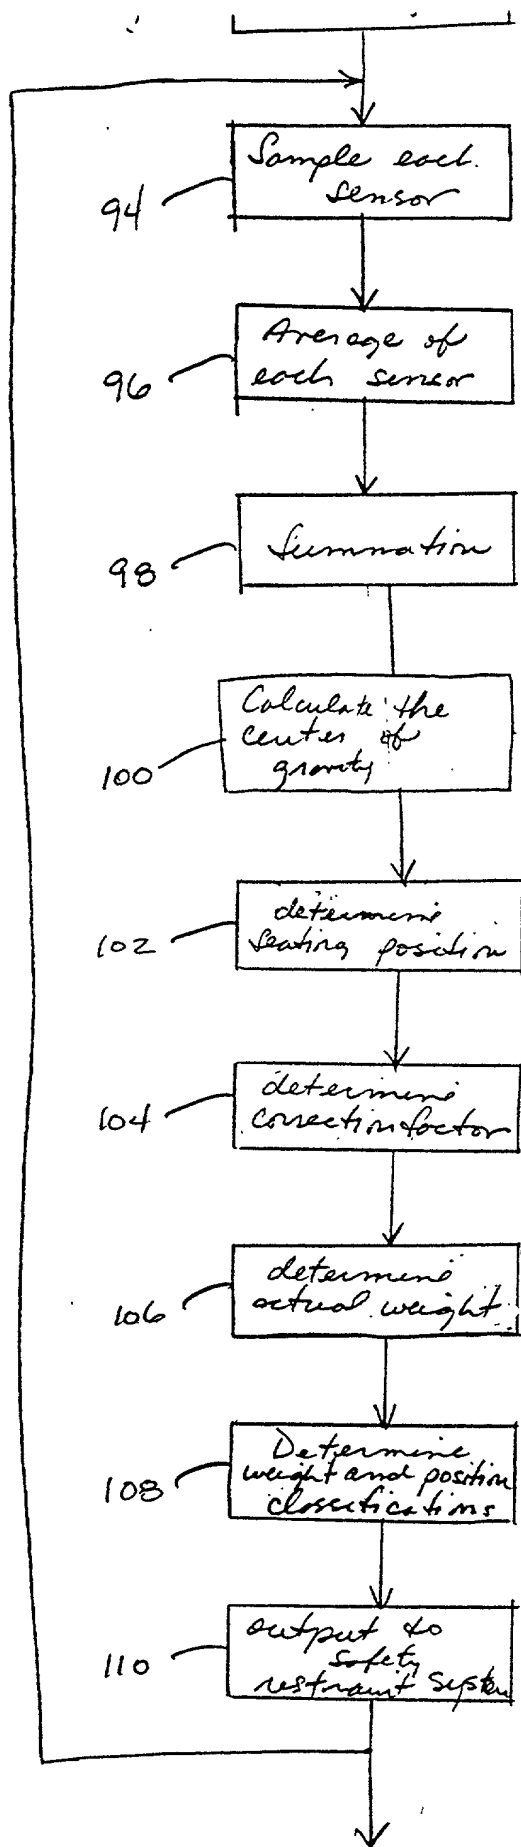 Sample each
sensor
94
Average of
each sensor
96
Summation
98
Calculate the
center of
gravity
100
determine
seating position
102
determine
correction factor
104
determine
actual weight
106
Determine
weight and position
classifications
108
output to
safety
restraint system
110